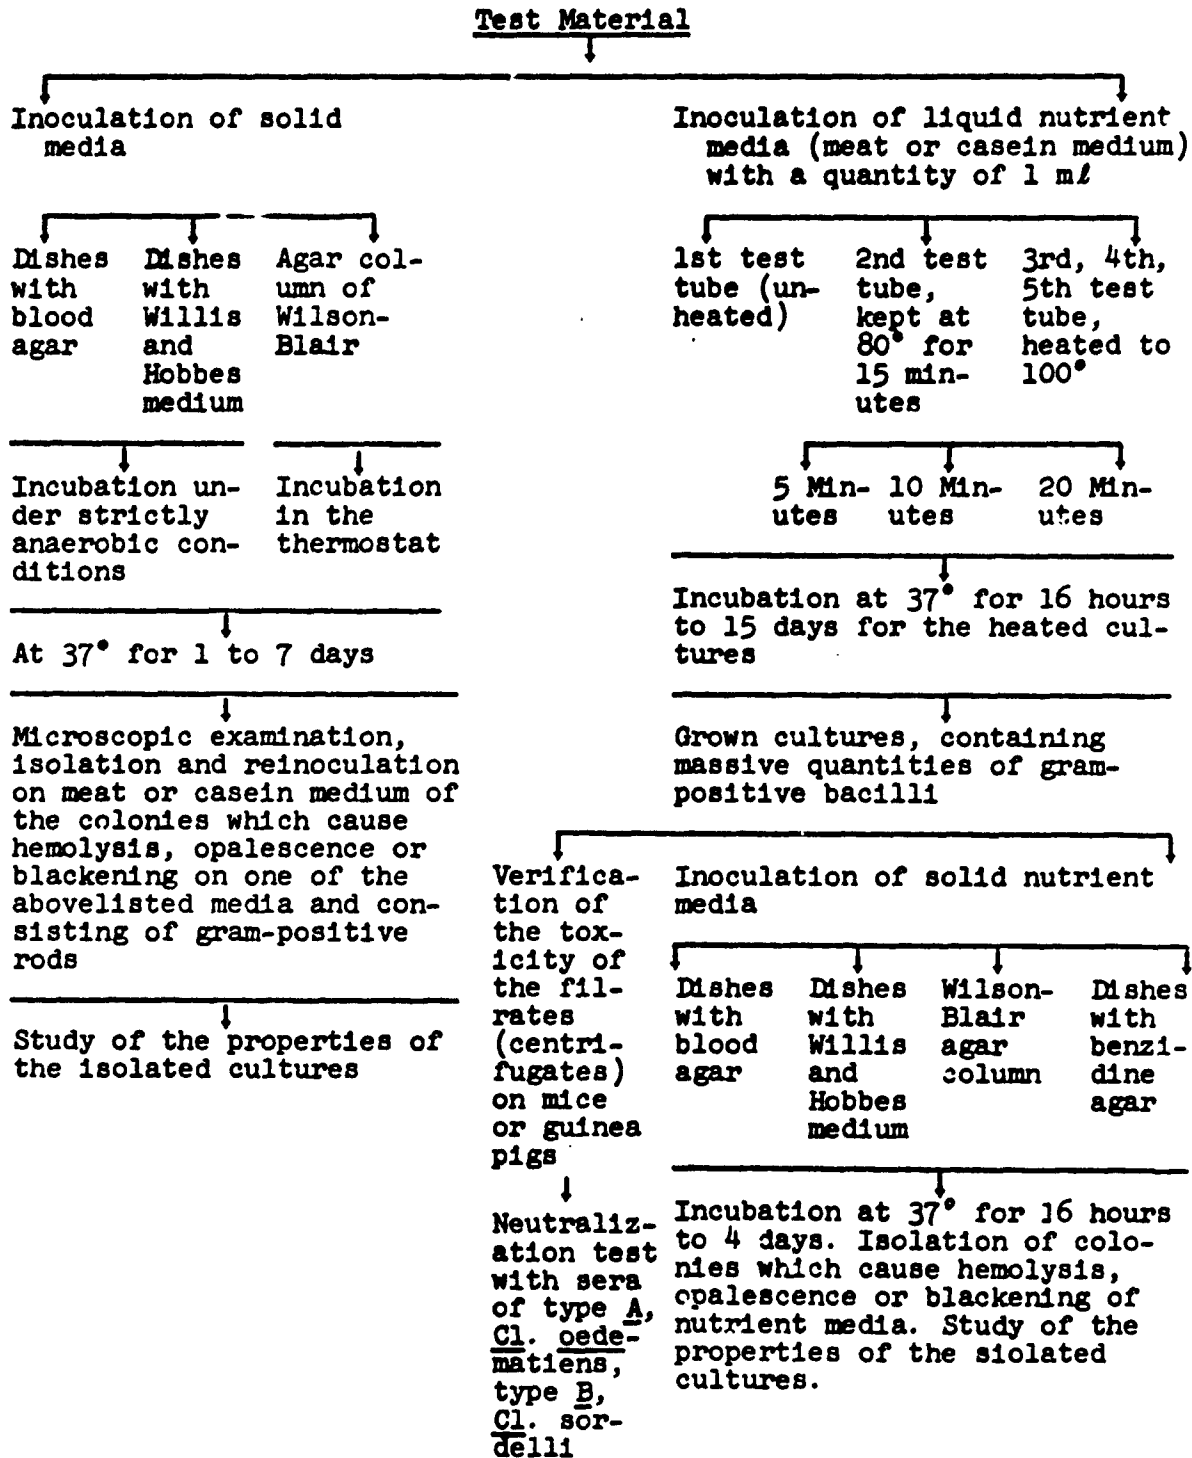 Test Material
Inoculation of solid
media
Inoculation of liquid nutrient
media (meat or casein medium)
with a quantity of 1 ml
Dishes
with
blood
agar
Dishes
with
Willis
and
Hobbes
medium
Agar col-
umn of
Wilson-
Blair
1st test
tube (un-
heated)
2nd test
tube,
kept at
80° for
15 min-
utes
3rd, 4th,
5th test
tube,
heated to
100°
Incubation un-
der strictly
anaerobic con-
ditions
Incubation
in the
thermostat
5 Min-
utes
10 Min-
utes
20 Min-
utes
At 37° for 1 to 7 days
Incubation at 37° for 16 hours
to 15 days for the heated cul-
tures
Microscopic examination,
isolation and reinoculation
on meat or casein medium of
the colonies which cause
hemolysis, opalescence or
blackening on one of the
abovelisted media and con-
sisting of gram-positive
rods
Grown cultures, containing
massive quantities of gram-
positive bacilli
Study of the properties of
the isolated cultures
Verifica-
tion of
the tox-
icity of
the fil-
rates
(centri-
fugates)
on mice
or guinea
pigs
Inoculation of solid nutrient
media
Dishes
with
blood
agar
Dishes
with
Willis
and
Hobbes
medium
Wilson-
Blair
agar
column
Dishes
with
benzi-
dine
agar
Neutraliz-
ation test
with sera
of type A,
Cl. oede-
matiens,
type B,
Cl. sor-
delli
Incubation at 37° for 16 hours
to 4 days. Isolation of colo-
nies which cause hemolysis,
opalescence or blackening of
nutrient media. Study of the
properties of the siolated
cultures.